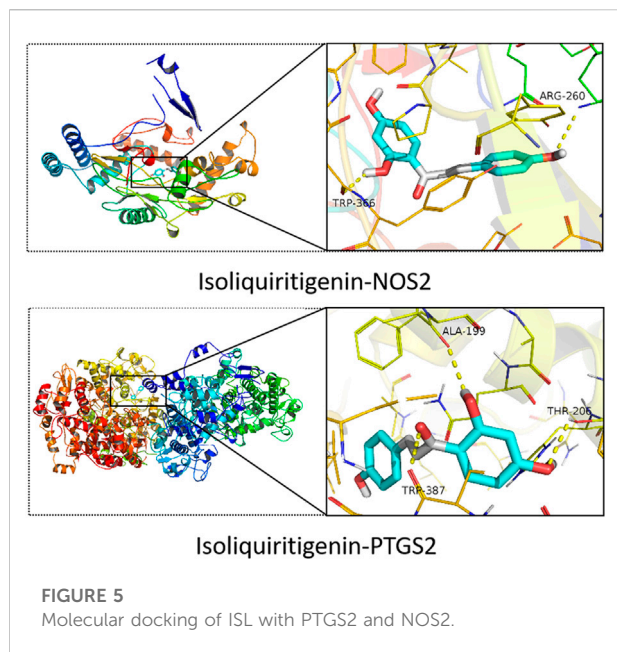 ARG-260
TRP-366
Isoliquiritigenin-NOS2
ALA-199
THR-206
TRP-387
Isoliquiritigenin-PTGS2
FIGURE 5
Molecular docking of ISL with PTGS2 and NOS2.